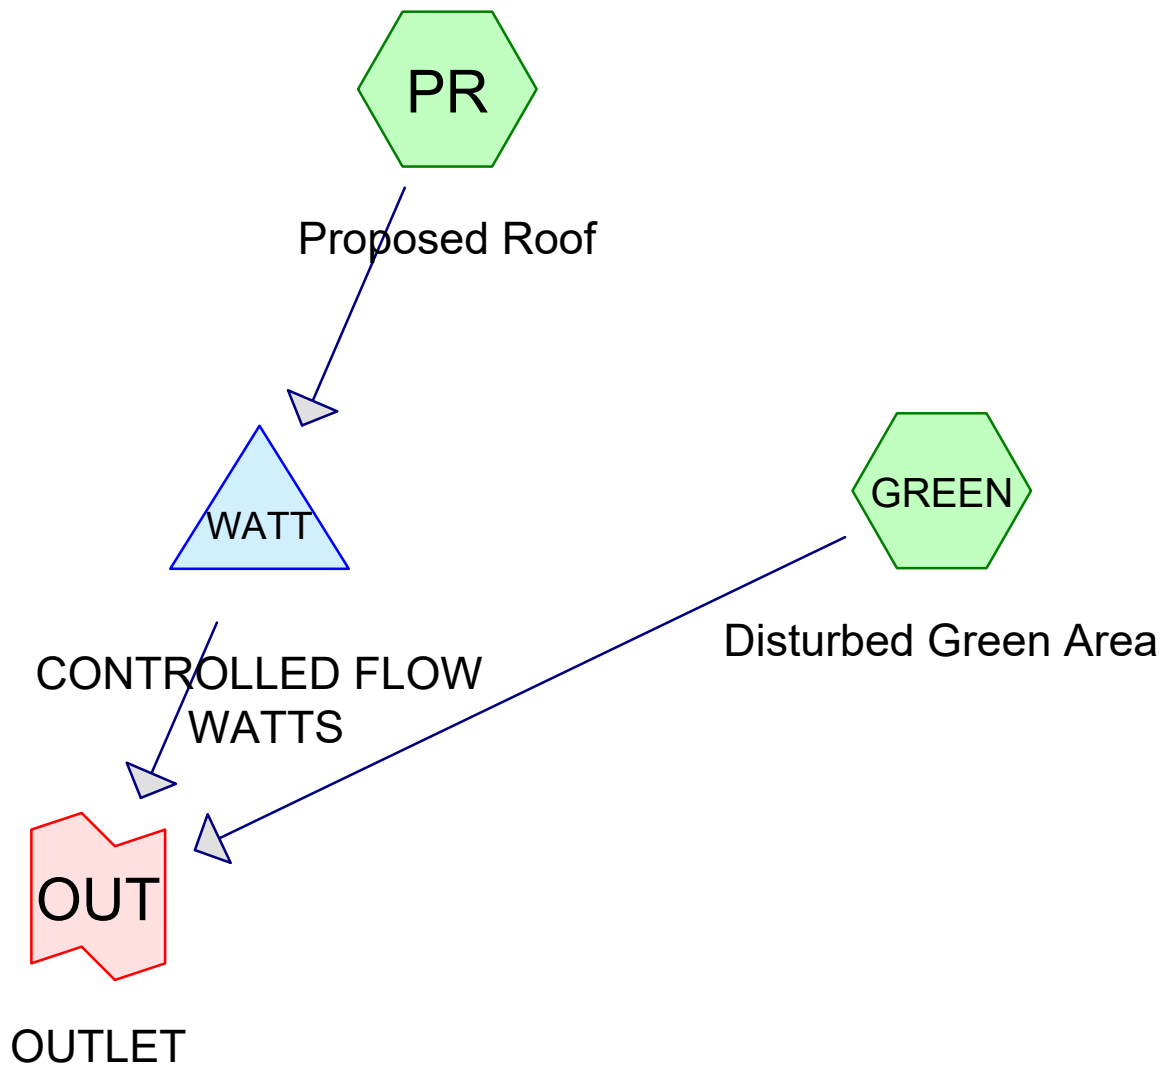 PR
Proposed Roof
WATT
GREEN
Disturbed Green Area
CONTROLLED FLOW
WATTS
OUT
OUTLET